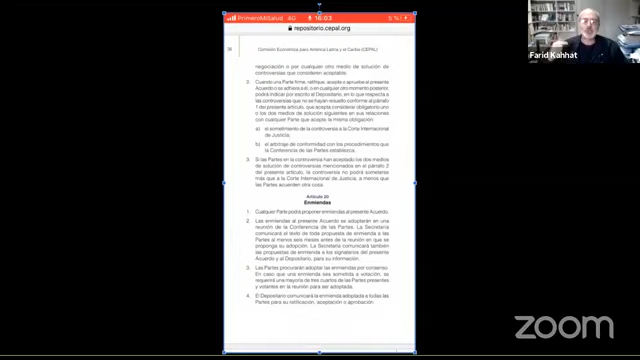 PrimeroMiSalud 4G 16:03 5 %
repositorio.cepal.org
36 Comisión Económica para América Latina y el Caribe (CEPAL)
negociación o por cualquier otro medio de solución de
controversias que consideren aceptable.
2. Cuando una Parte firme, ratifique, acepte o apruebe el presente
Acuerdo o se adhiera a él, o en cualquier otro momento posterior,
podrá indicar por escrito al Depositario, en lo que respecta a
las controversias que no se hayan resuelto conforme al párrafo
1 del presente artículo, que acepta considerar obligatorio uno
o los dos medios de solución siguientes en sus relaciones
con cualquier Parte que acepte la misma obligación:
a) el sometimiento de la controversia a la Corte Internacional
de Justicia;
b) el arbitraje de conformidad con los procedimientos que
la Conferencia de las Partes establezca.
3. Si las Partes en la controversia han aceptado los dos medios
de solución de controversias mencionados en el párrafo 2
del presente artículo, la controversia no podrá someterse
más que a la Corte Internacional de Justicia, a menos que
las Partes acuerden otra cosa.
Artículo 20
Enmiendas
1. Cualquier Parte podrá proponer enmiendas al presente Acuerdo.
2. Las enmiendas al presente Acuerdo se adoptarán en una
reunión de la Conferencia de las Partes. La Secretaría
comunicará el texto de toda propuesta de enmienda a las
Partes al menos seis meses antes de la reunión en que se
proponga su adopción. La Secretaría comunicará también
las propuestas de enmienda a los signatarios del presente
Acuerdo y al Depositario, para su información.
3. Las Partes procurarán adoptar las enmiendas por consenso.
En caso que una enmienda sea sometida a votación, se
requerirá una mayoría de tres cuartos de las Partes presentes
y votantes en la reunión para ser adoptada.
4. El Depositario comunicará la enmienda adoptada a todas las
Partes para su ratificación, aceptación o aprobación.
Farid Kahhat
zoom